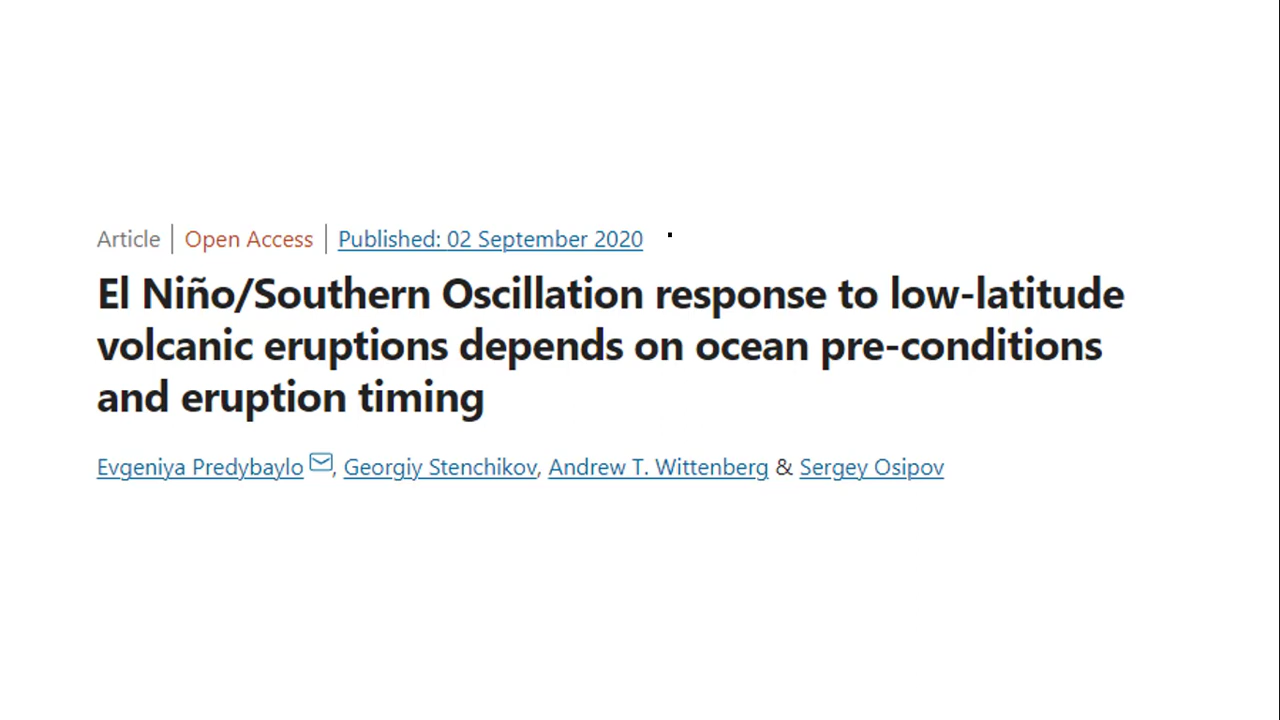 Article | Open Access | Published: 02 September 2020
El Niño/Southern Oscillation response to low-latitude
volcanic eruptions depends on ocean pre-conditions
and eruption timing
Evgeniya Predybaylo, Georgiy Stenchikov, Andrew T. Wittenberg & Sergey Osipov